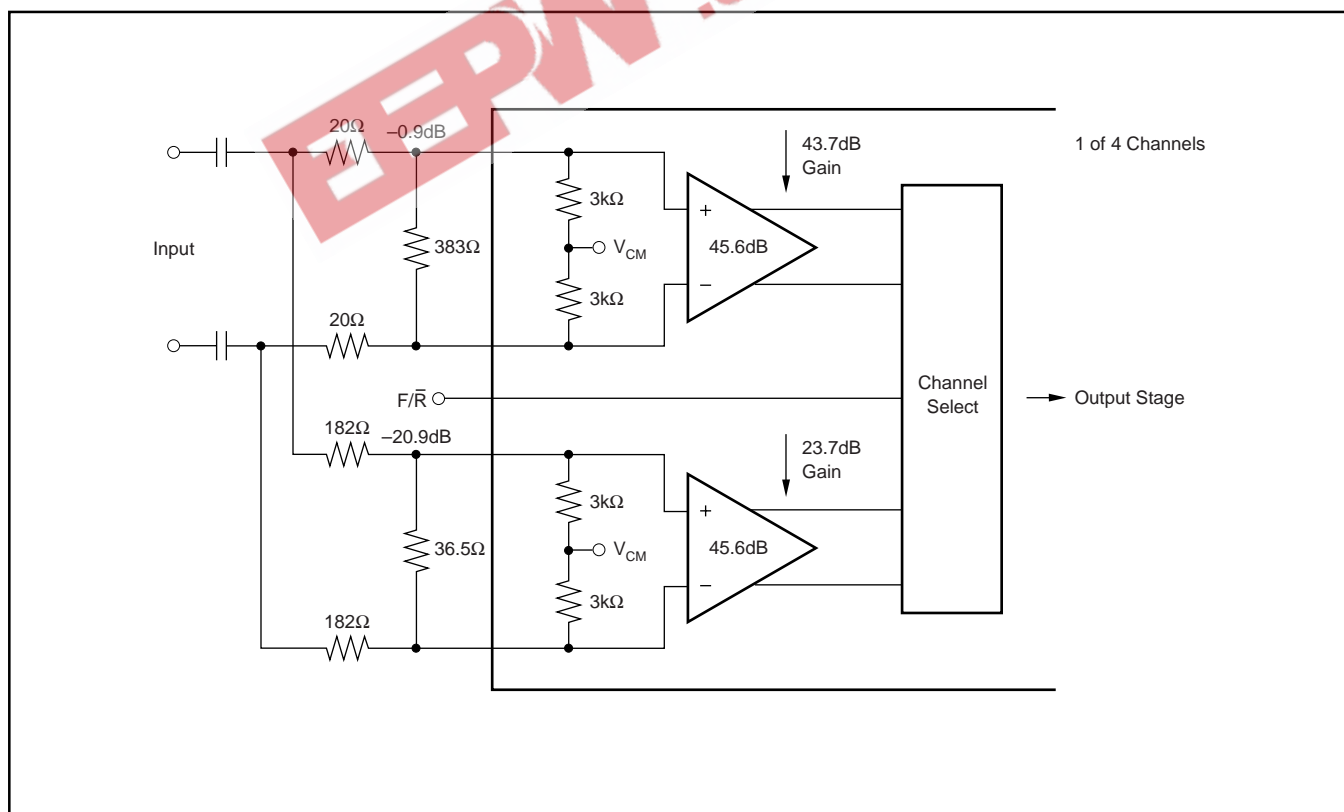 EEPW
20Ω
–0.9dB
43.7dB
Gain
1 of 4 Channels
3kΩ
+
Input
383Ω
V_CM
45.6dB
3kΩ
–
20Ω
Channel
Select
F/R̅
Output Stage
182Ω
–20.9dB
23.7dB
Gain
3kΩ
+
36.5Ω
V_CM
45.6dB
3kΩ
–
182Ω